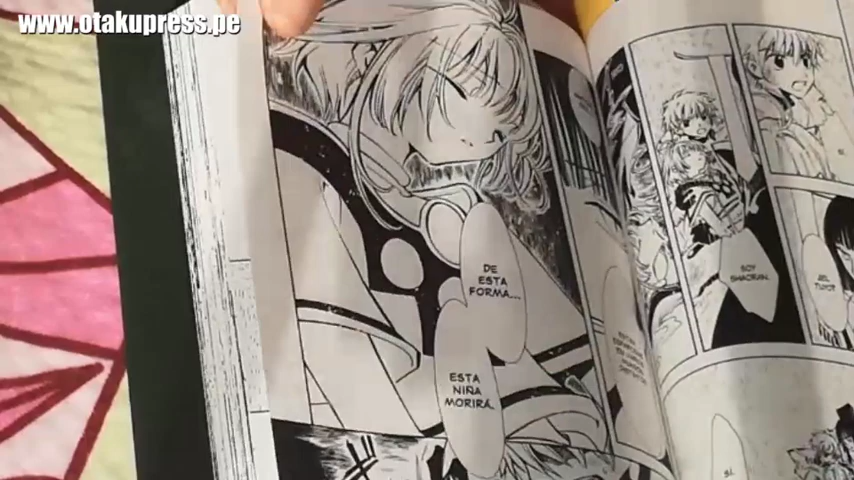 www.otakupress.pe
DE
ESTA
FORMA...
ESTA
NIÑA
MORIRÁ.
SOY
SHAORAN.
¿EL
TUYO?
SÍ.